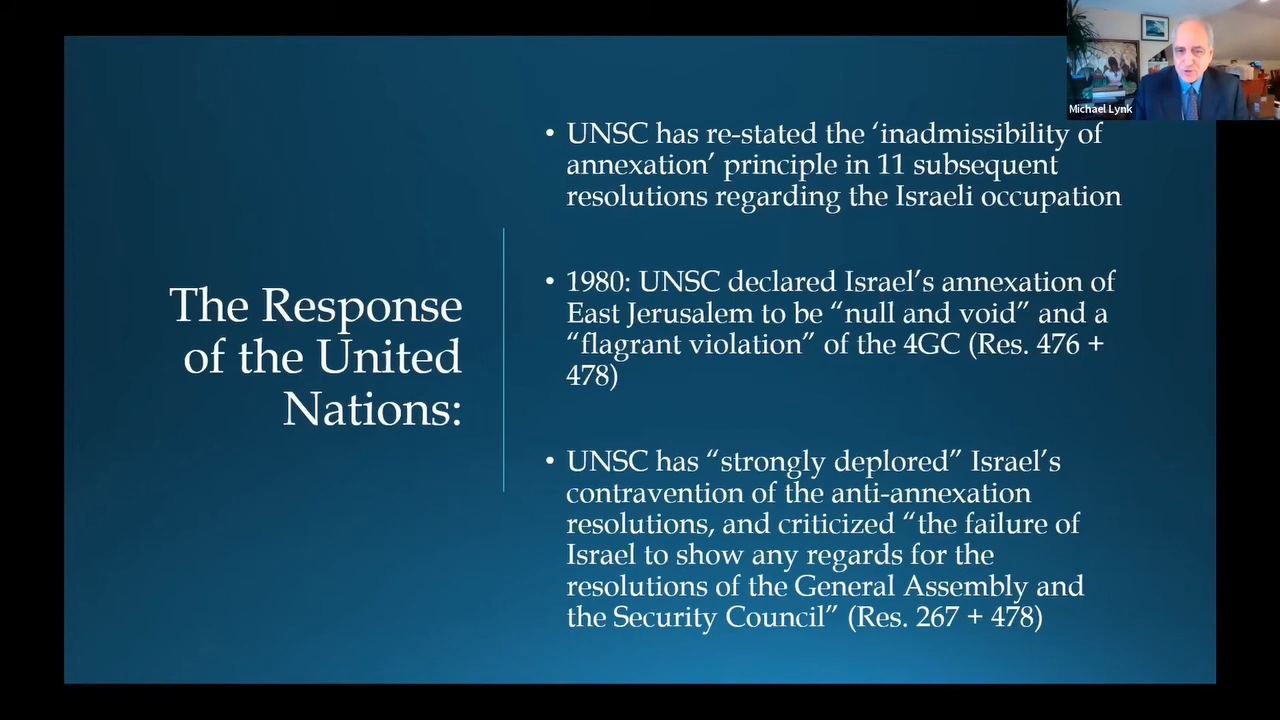 Michael Lynk
The Response
of the United
Nations:
• UNSC has re-stated the ‘inadmissibility of
annexation’ principle in 11 subsequent
resolutions regarding the Israeli occupation
• 1980: UNSC declared Israel’s annexation of
East Jerusalem to be “null and void” and a
“flagrant violation” of the 4GC (Res. 476 +
478)
• UNSC has “strongly deplored” Israel’s
contravention of the anti-annexation
resolutions, and criticized “the failure of
Israel to show any regards for the
resolutions of the General Assembly and
the Security Council” (Res. 267 + 478)